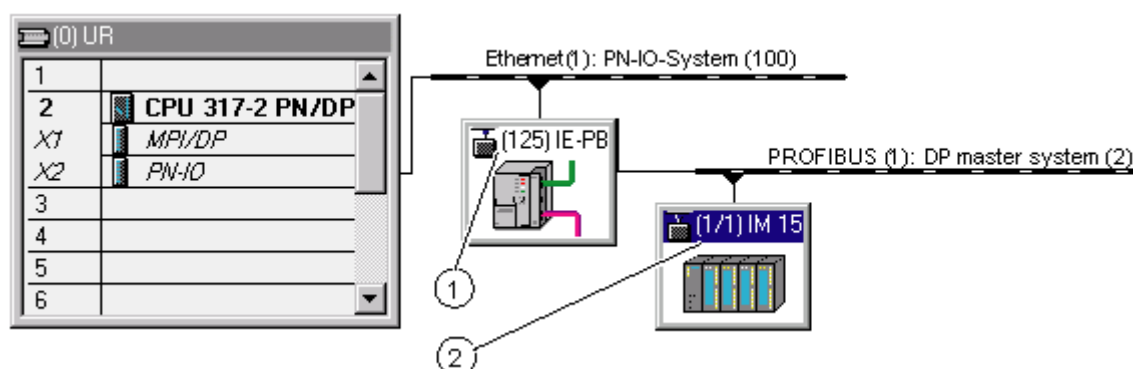 (0) UR
1
2 CPU 317-2 PN/DP
X1 MPI/DP
X2 PN-IO
3
4
5
6
Ethernet(1): PN-IO-System (100)
(125) IE-PB
PROFIBUS (1): DP master system (2)
(1/1) IM 15
1
2